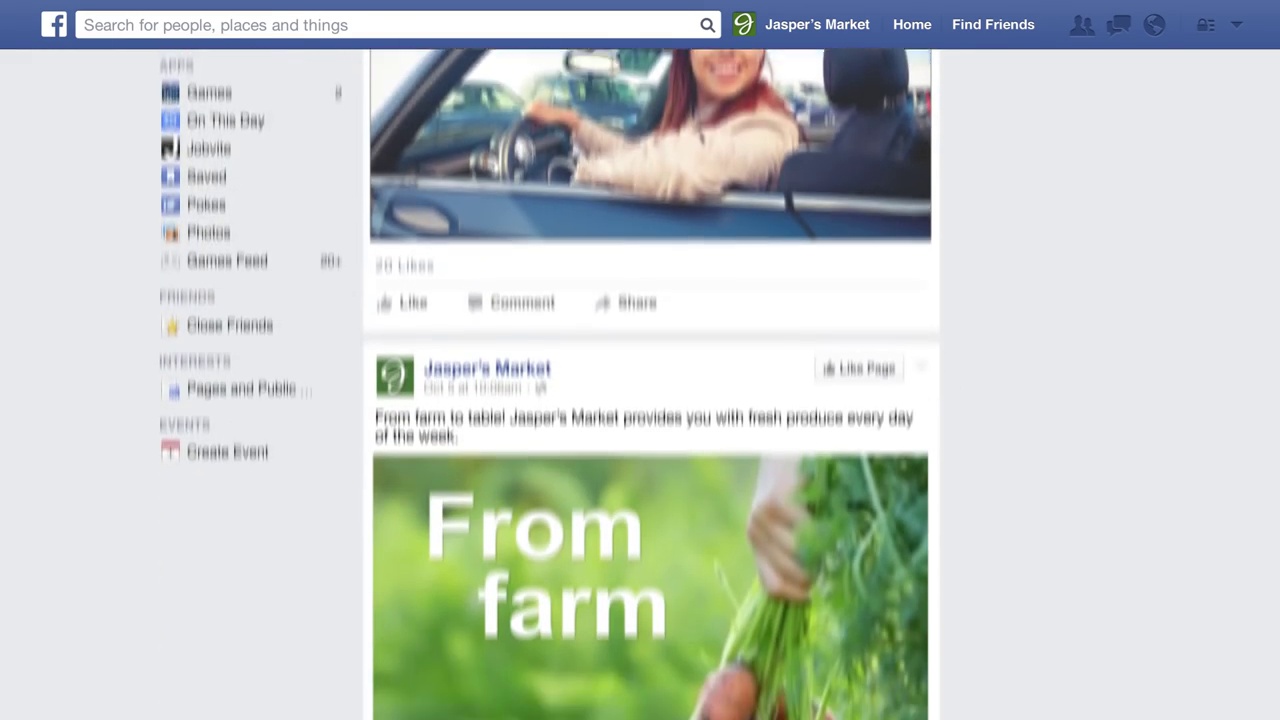 Search for people, places and things
Jasper's Market
Home
Find Friends
APPS
Games
On This Day
Jobvite
Saved
Pokes
Photos
Games Feed
20+
FRIENDS
Close Friends
INTERESTS
Pages and Public ...
EVENTS
Create Event
20 Likes
Like
Comment
Share
Jasper's Market
Like Page
From farm to table! Jasper's Market provides you with fresh produce every day
of the week.
From
farm